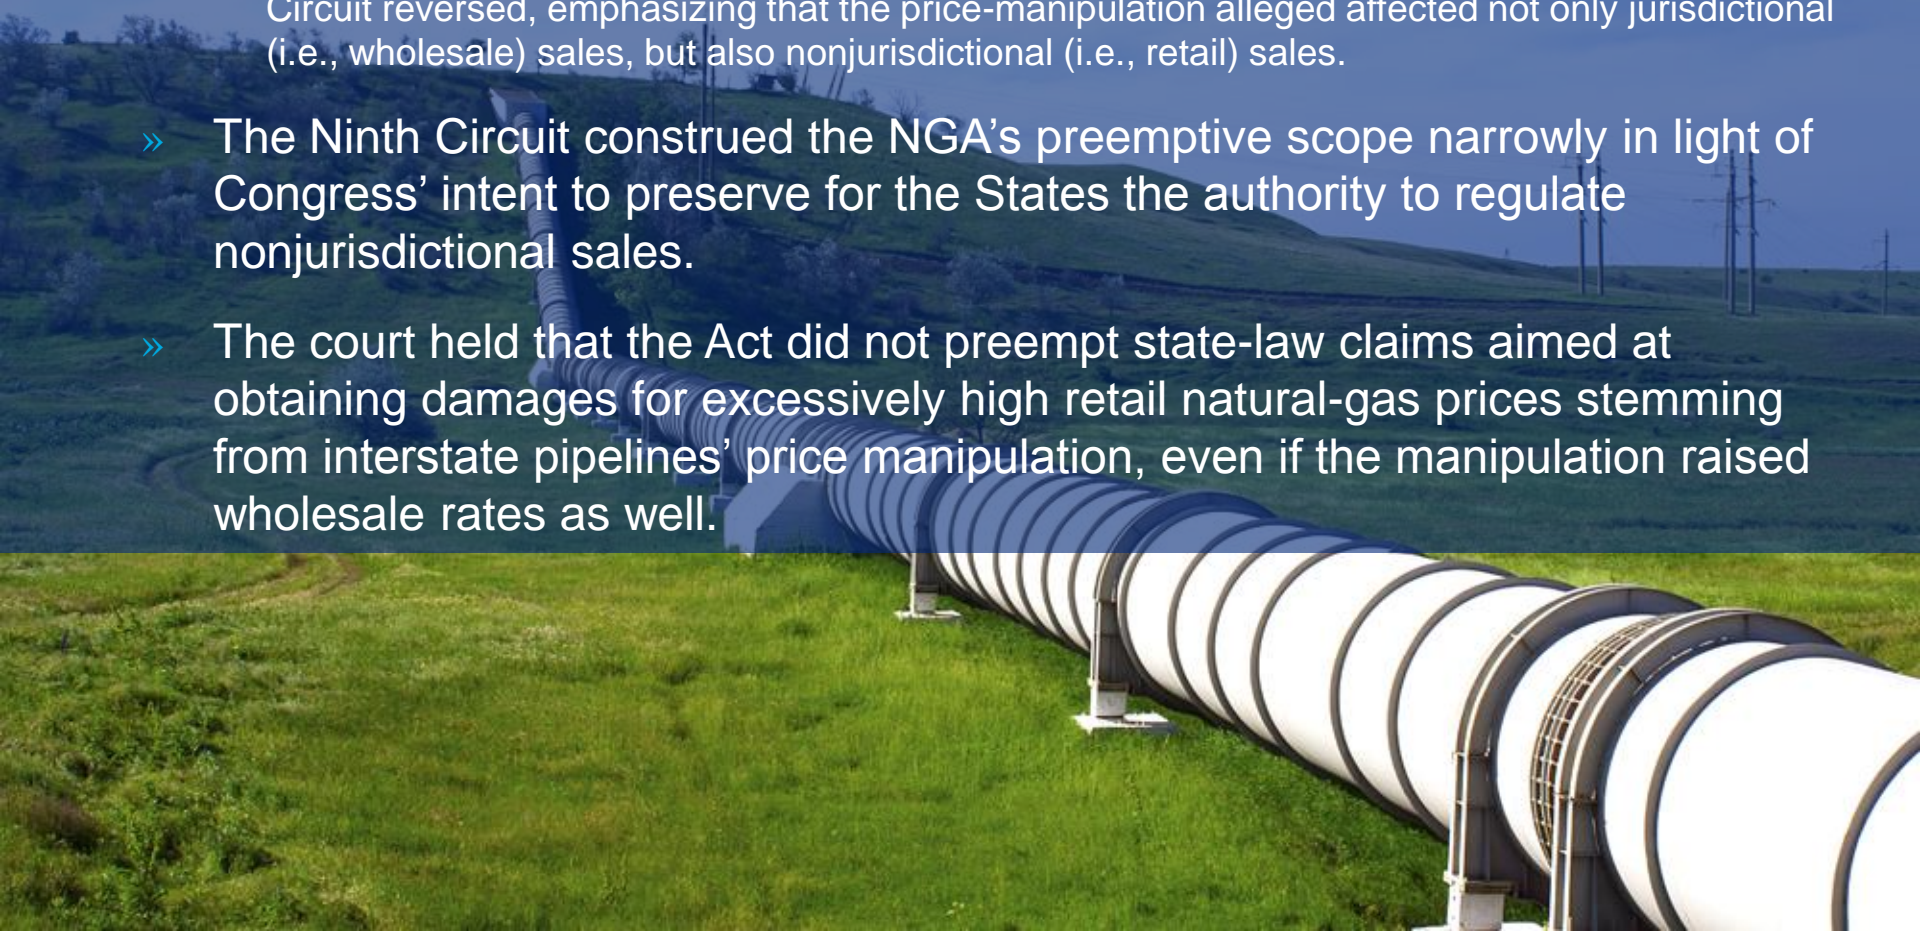 Circuit reversed, emphasizing that the price-manipulation alleged affected not only jurisdictional
(i.e., wholesale) sales, but also nonjurisdictional (i.e., retail) sales.
» The Ninth Circuit construed the NGA’s preemptive scope narrowly in light of
Congress’ intent to preserve for the States the authority to regulate
nonjurisdictional sales.
» The court held that the Act did not preempt state-law claims aimed at
obtaining damages for excessively high retail natural-gas prices stemming
from interstate pipelines’ price manipulation, even if the manipulation raised
wholesale rates as well.